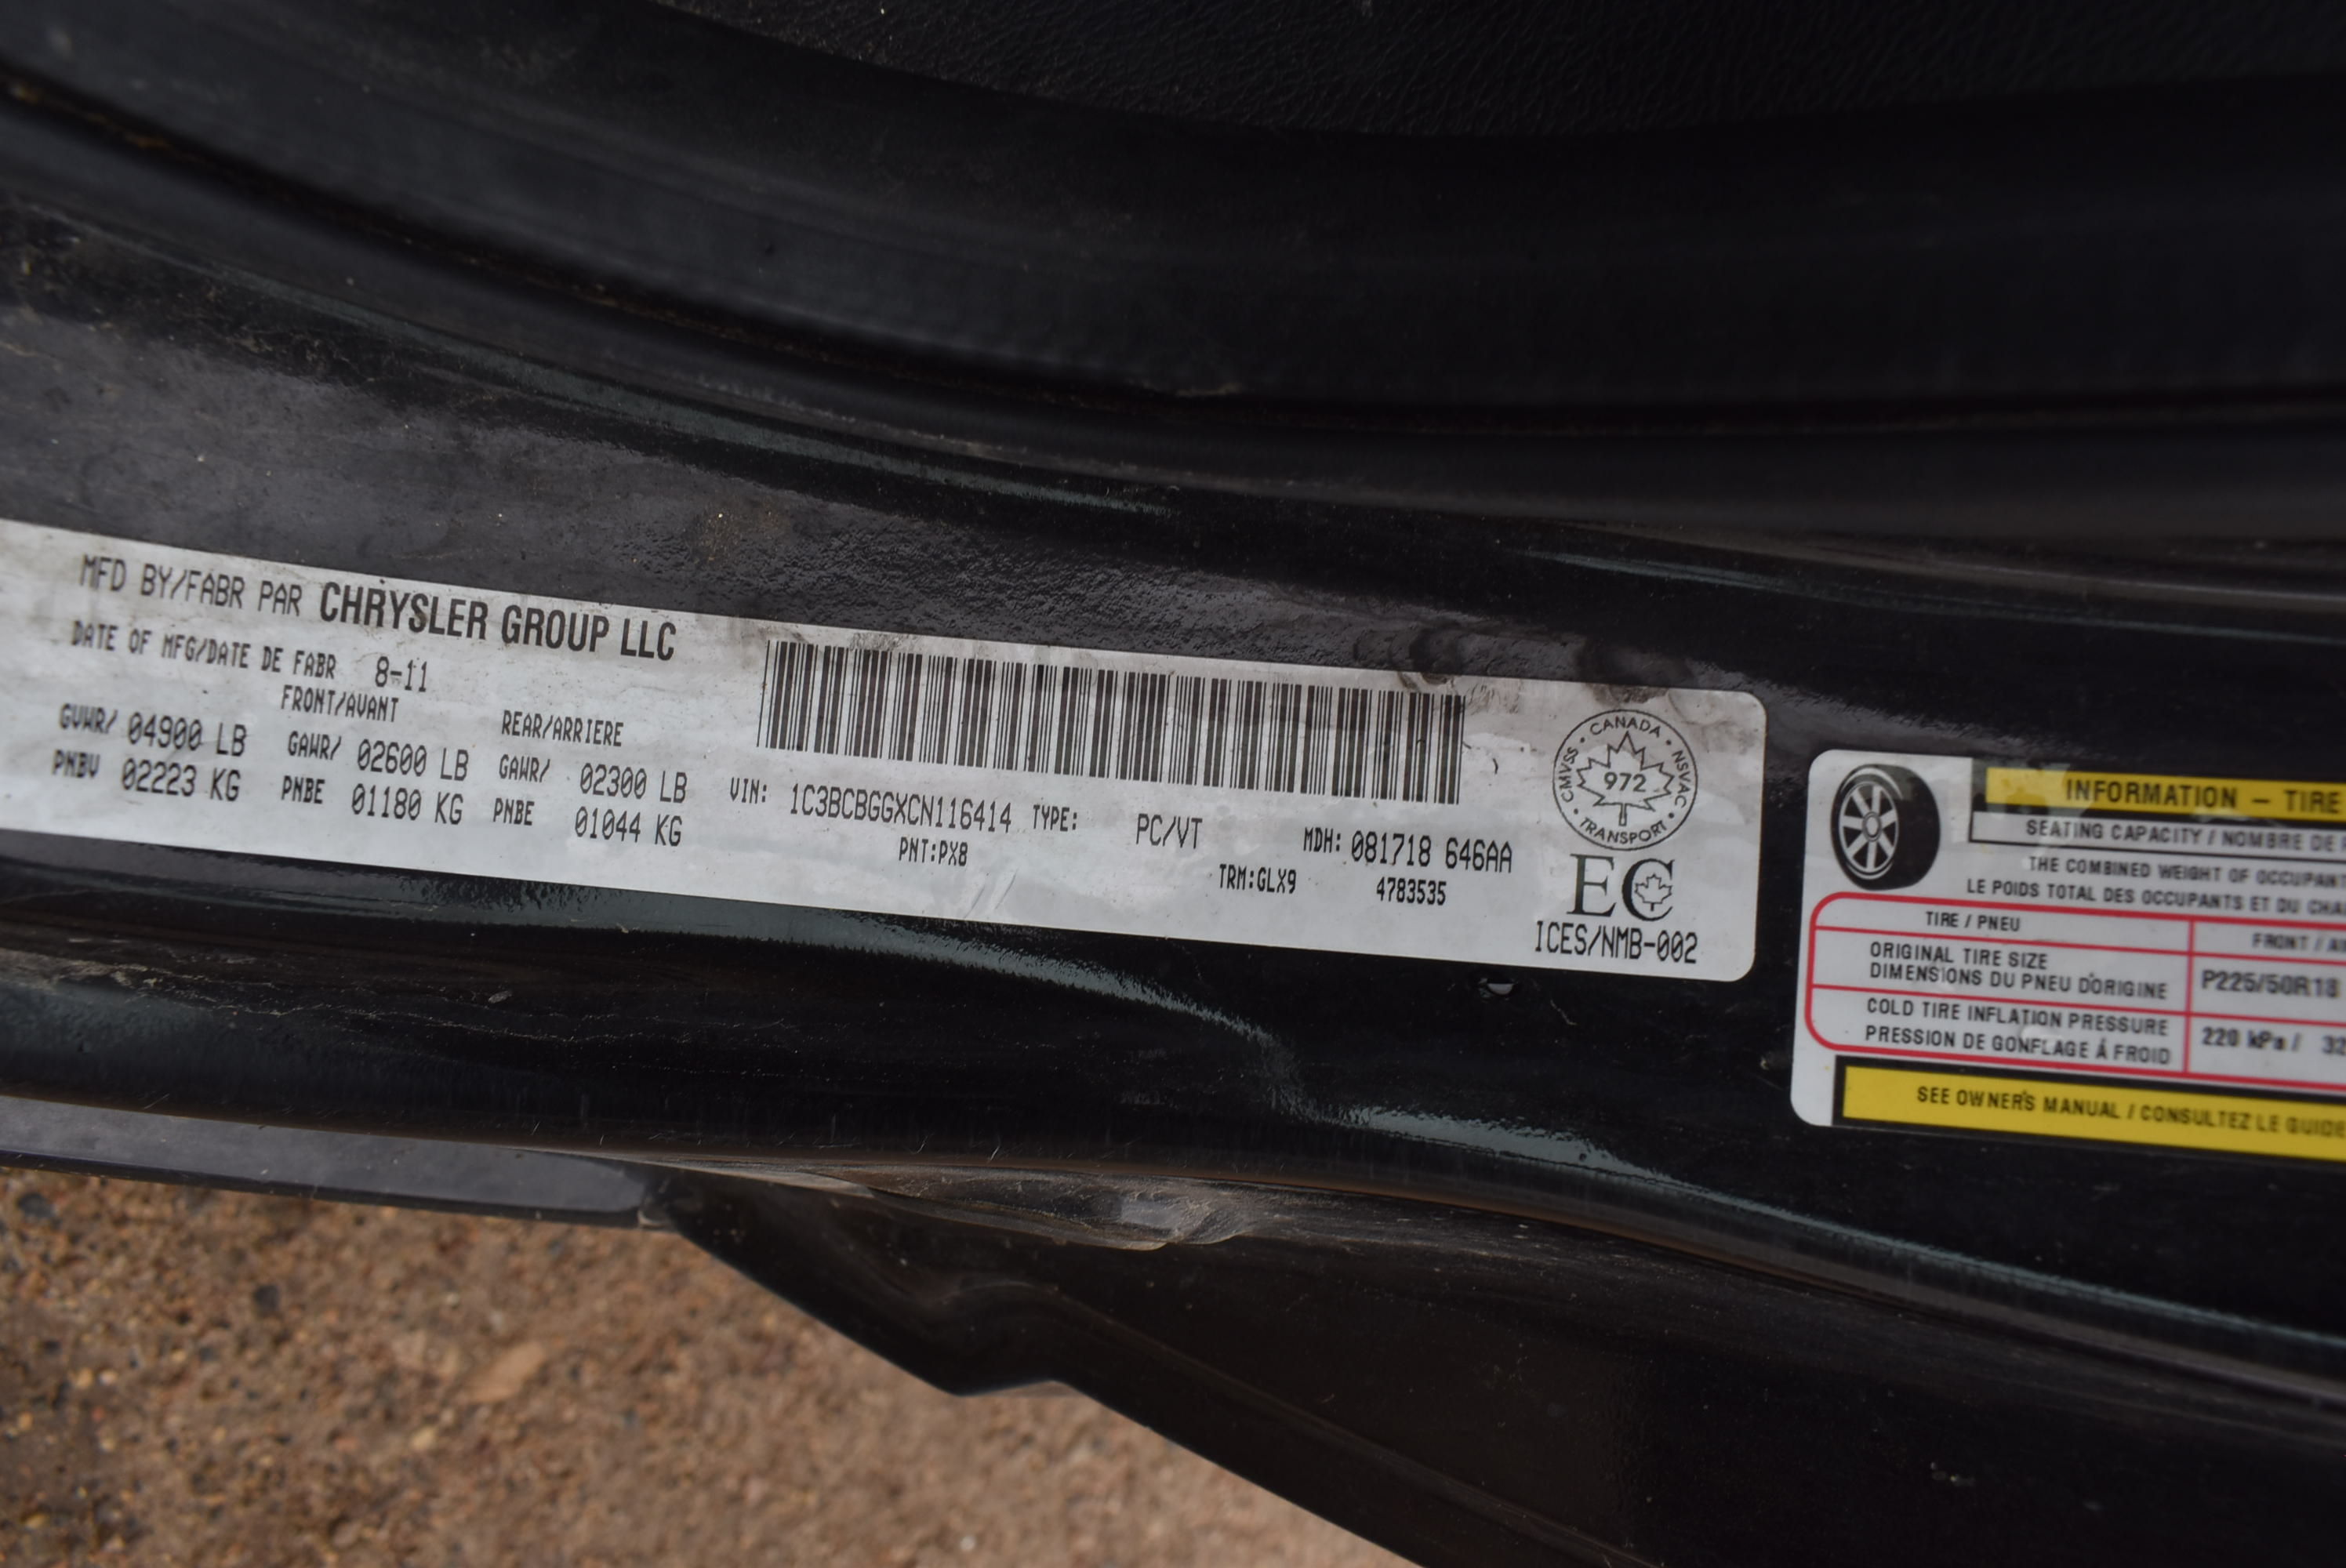 MFD BY/FABR PAR CHRYSLER GROUP LLC
DATE OF MFG/DATE DE FABR 8-11
FRONT/AVANT REAR/ARRIERE
GVWR/ 04900 LB GAWR/ 02600 LB GAWR/ 02300 LB
PNBV 02223 KG PNBE 01180 KG PNBE 01044 KG
VIN: 1C3BCBGGXCN116414 TYPE: PC/VT MDH: 081718 646AA
PNT:PX8 TRM:GLX9 4783535
CANADA
CMVSS 972 NSVAC
TRANSPORT
EC
ICES/NMB-002
INFORMATION – TIRE
SEATING CAPACITY / NOMBRE DE
THE COMBINED WEIGHT OF OCCUPANT
LE POIDS TOTAL DES OCCUPANTS ET DU CHA
TIRE / PNEU FRONT /
ORIGINAL TIRE SIZE
DIMENSIONS DU PNEU D'ORIGINE P225/50R18
COLD TIRE INFLATION PRESSURE
PRESSION DE GONFLAGE À FROID 220 kPa / 32
SEE OWNER'S MANUAL / CONSULTEZ LE GUIDE